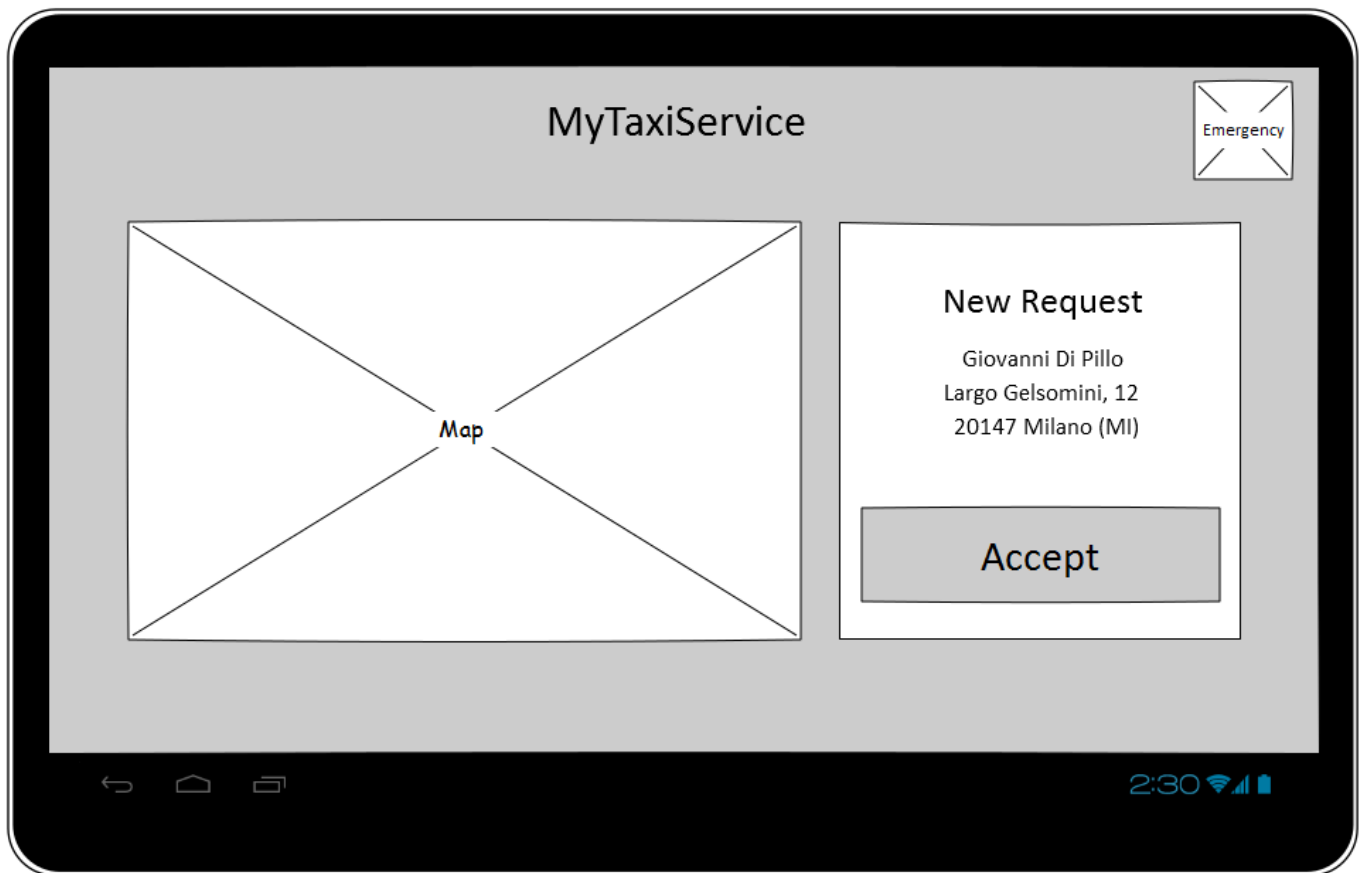 MyTaxiService
Emergency
Map
New Request
Giovanni Di Pillo
Largo Gelsomini, 12
20147 Milano (MI)
Accept
2:30